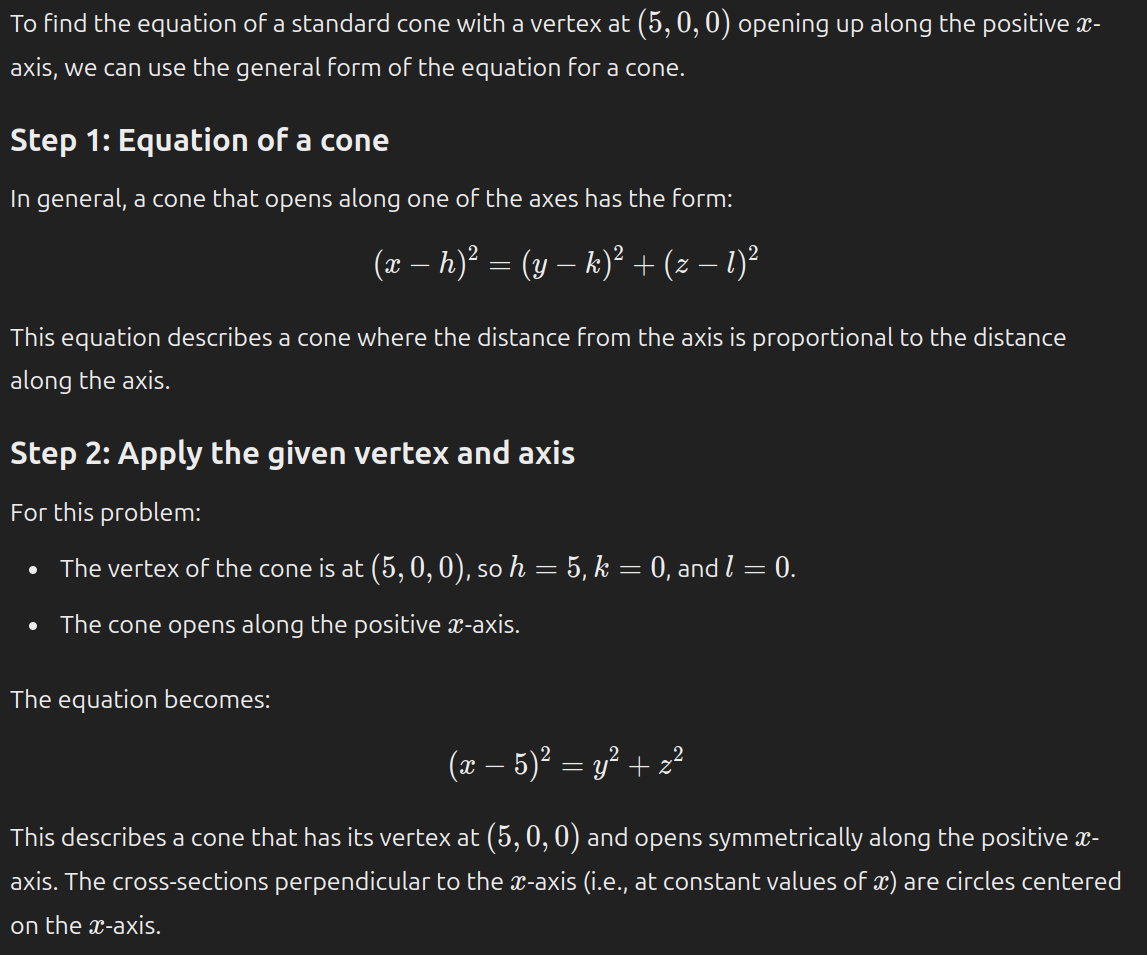 To find the equation of a standard cone with a vertex at (5, 0, 0) opening up along the positive x-
axis, we can use the general form of the equation for a cone.
Step 1: Equation of a cone
In general, a cone that opens along one of the axes has the form:
(x − h)² = (y − k)² + (z − l)²
This equation describes a cone where the distance from the axis is proportional to the distance
along the axis.
Step 2: Apply the given vertex and axis
For this problem:
• The vertex of the cone is at (5, 0, 0), so h = 5, k = 0, and l = 0.
• The cone opens along the positive x-axis.
The equation becomes:
(x − 5)² = y² + z²
This describes a cone that has its vertex at (5, 0, 0) and opens symmetrically along the positive x-
axis. The cross-sections perpendicular to the x-axis (i.e., at constant values of x) are circles centered
on the x-axis.